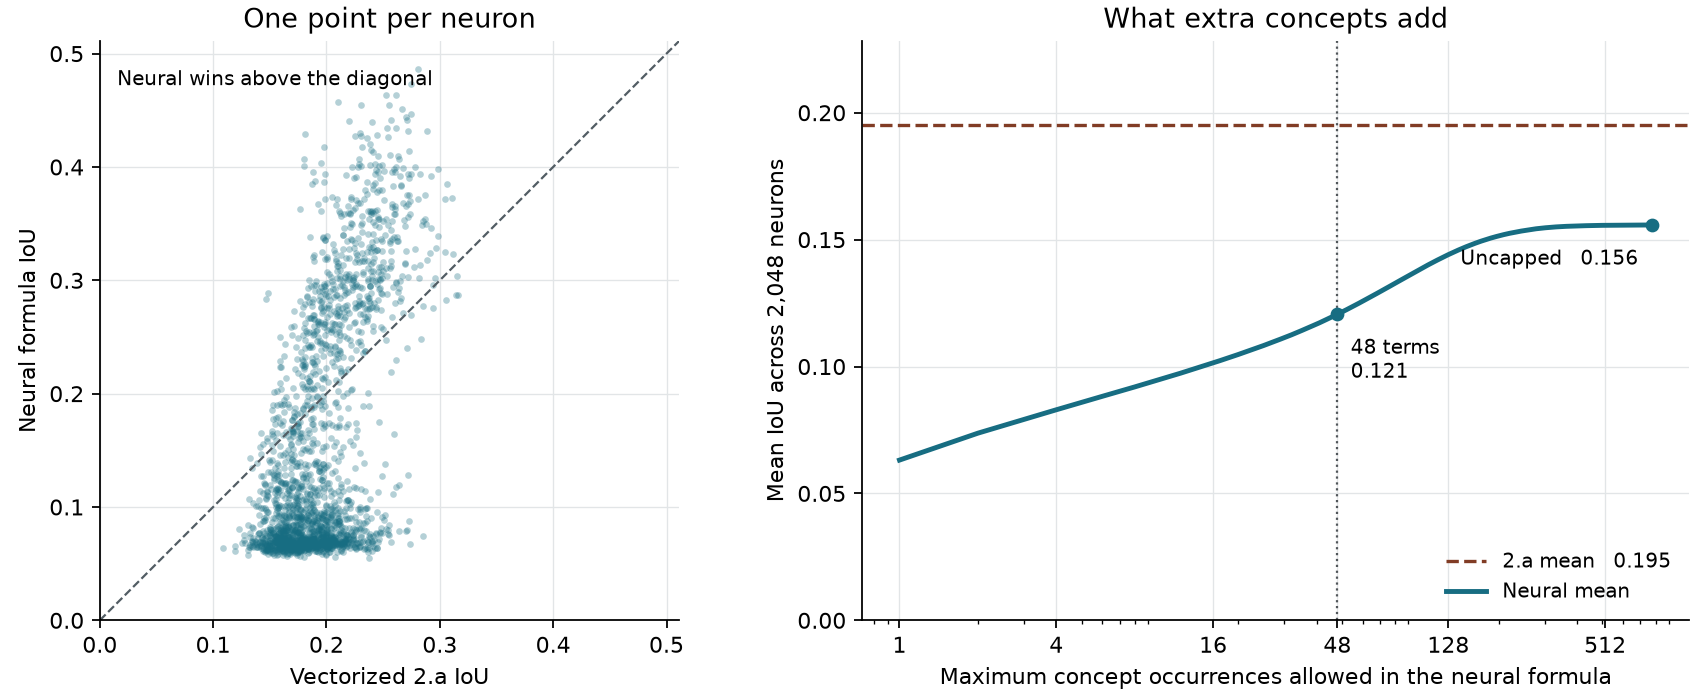 One point per neuron
Neural wins above the diagonal
0.5
0.4
0.3
0.2
0.1
0.0
Neural formula IoU
0.0 0.1 0.2 0.3 0.4 0.5
Vectorized 2.a IoU
What extra concepts add
0.20
0.15
0.10
0.05
0.00
Mean IoU across 2,048 neurons
Uncapped 0.156
48 terms
0.121
2.a mean 0.195
Neural mean
1 4 16 48 128 512
Maximum concept occurrences allowed in the neural formula